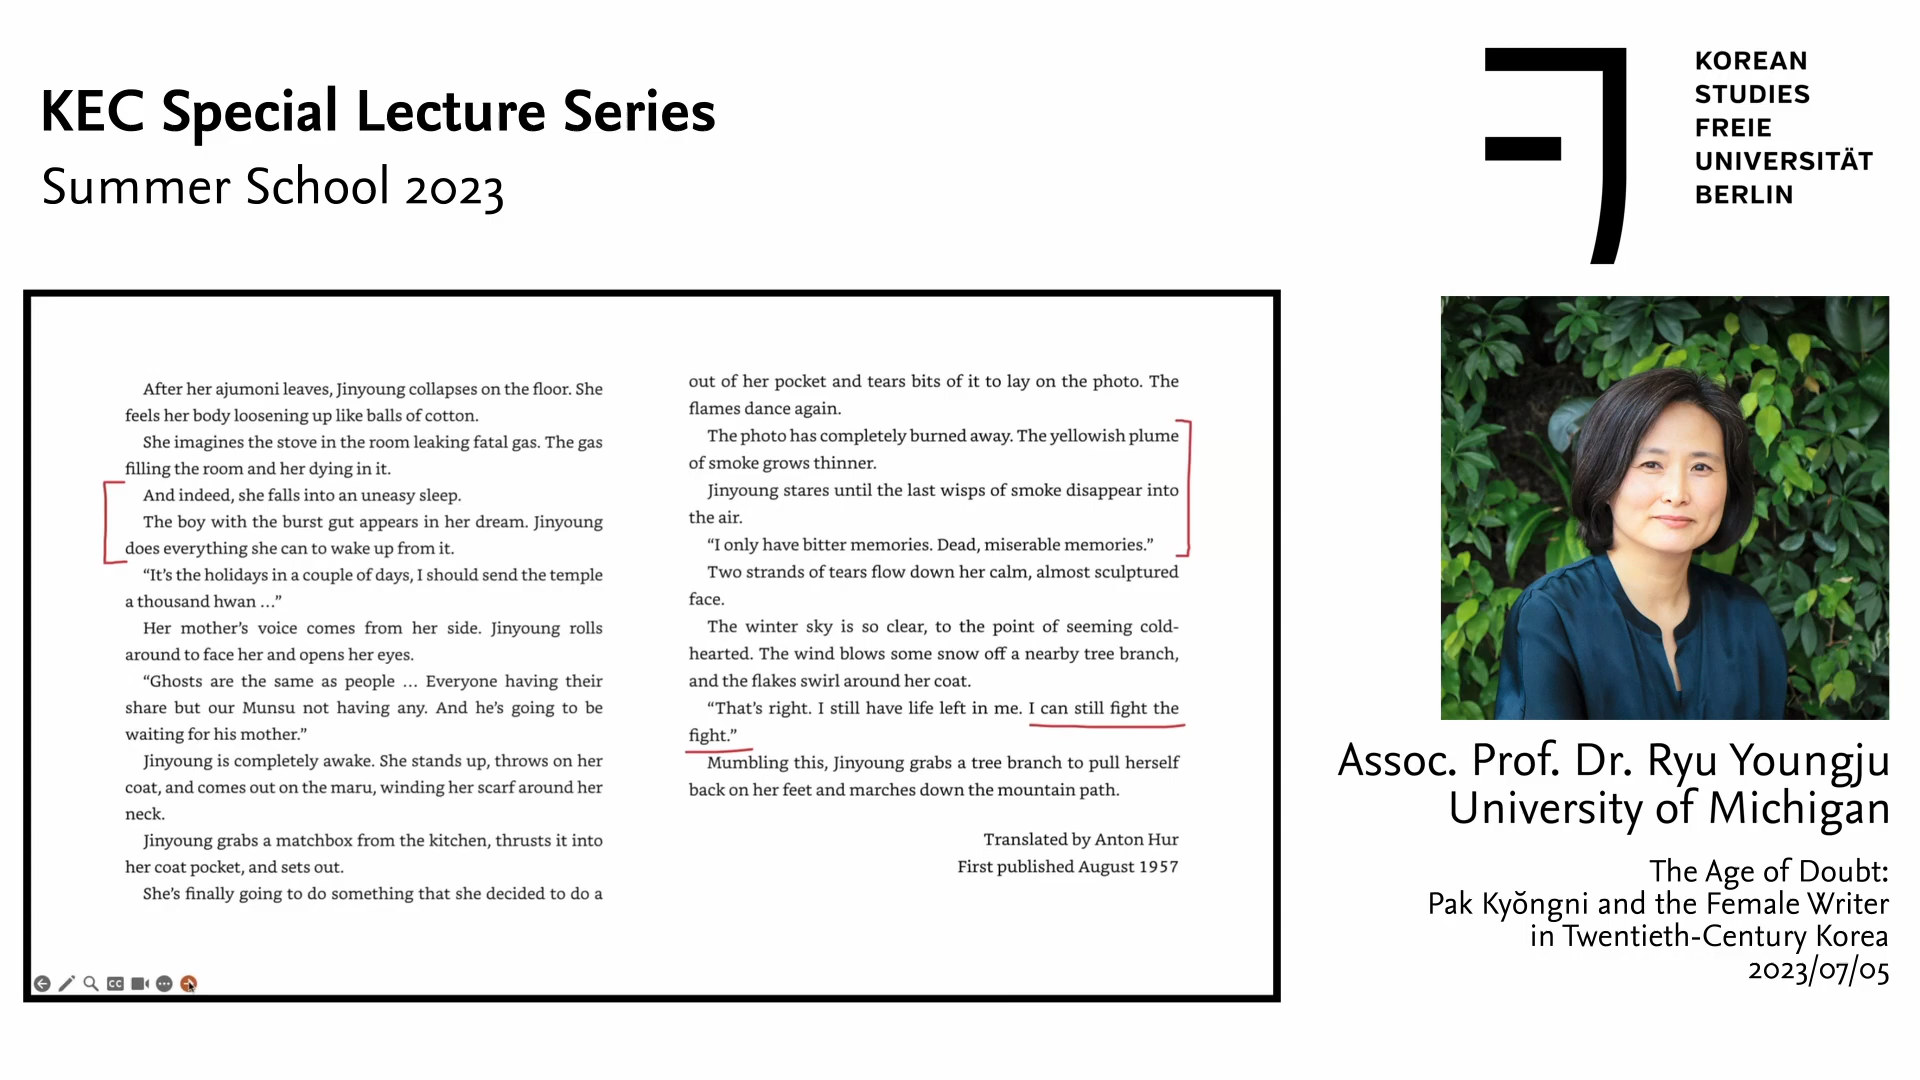 KEC Special Lecture Series
Summer School 2023
KOREAN
STUDIES
FREIE
UNIVERSITÄT
BERLIN
After her ajumoni leaves, Jinyoung collapses on the floor. She
feels her body loosening up like balls of cotton.
She imagines the stove in the room leaking fatal gas. The gas
filling the room and her dying in it.
And indeed, she falls into an uneasy sleep.
The boy with the burst gut appears in her dream. Jinyoung
does everything she can to wake up from it.
“It’s the holidays in a couple of days, I should send the temple
a thousand hwan …”
Her mother’s voice comes from her side. Jinyoung rolls
around to face her and opens her eyes.
“Ghosts are the same as people … Everyone having their
share but our Munsu not having any. And he’s going to be
waiting for his mother.”
Jinyoung is completely awake. She stands up, throws on her
coat, and comes out on the maru, winding her scarf around her
neck.
Jinyoung grabs a matchbox from the kitchen, thrusts it into
her coat pocket, and sets out.
She’s finally going to do something that she decided to do a
out of her pocket and tears bits of it to lay on the photo. The
flames dance again.
The photo has completely burned away. The yellowish plume
of smoke grows thinner.
Jinyoung stares until the last wisps of smoke disappear into
the air.
“I only have bitter memories. Dead, miserable memories.”
Two strands of tears flow down her calm, almost sculptured
face.
The winter sky is so clear, to the point of seeming cold-
hearted. The wind blows some snow off a nearby tree branch,
and the flakes swirl around her coat.
“That’s right. I still have life left in me. I can still fight the
fight.”
Mumbling this, Jinyoung grabs a tree branch to pull herself
back on her feet and marches down the mountain path.
Translated by Anton Hur
First published August 1957
CC
Assoc. Prof. Dr. Ryu Youngju
University of Michigan
The Age of Doubt:
Pak Kyŏngni and the Female Writer
in Twentieth-Century Korea
2023/07/05